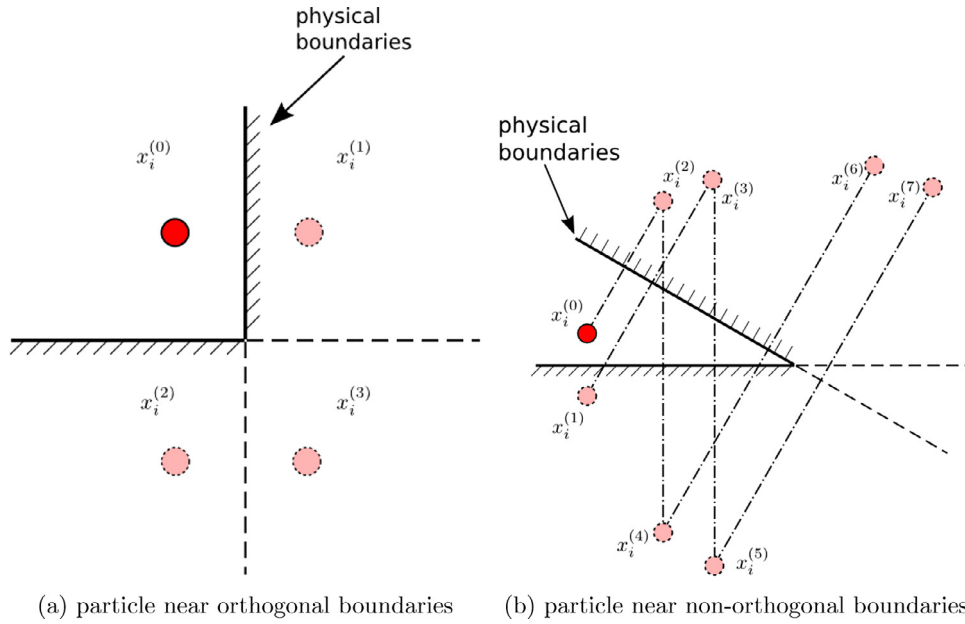 physical
boundaries
x_i^(0)
x_i^(1)
x_i^(2)
x_i^(3)
(a) particle near orthogonal boundaries
physical
boundaries
x_i^(2)
x_i^(3)
x_i^(6)
x_i^(7)
x_i^(0)
x_i^(1)
x_i^(4)
x_i^(5)
(b) particle near non-orthogonal boundaries